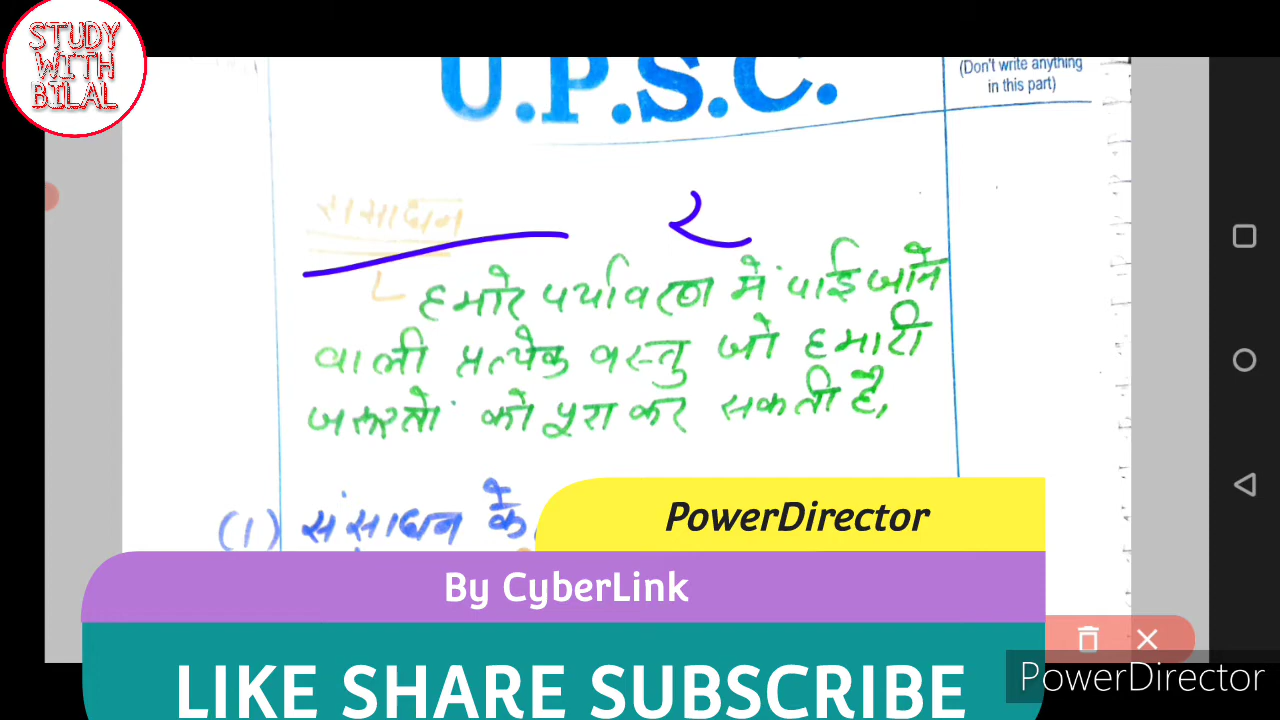 STUDY
WITH
BILAL
U.P.S.C.
(Don't write anything
in this part)
संसाधन
२
हमारे पर्यावरण में पाई जाने
वाली प्रत्येक वस्तु जो हमारी
जरूरतों को पूरा कर सकती है,
(1) संसाधन के
PowerDirector
By CyberLink
LIKE SHARE SUBSCRIBE
PowerDirector